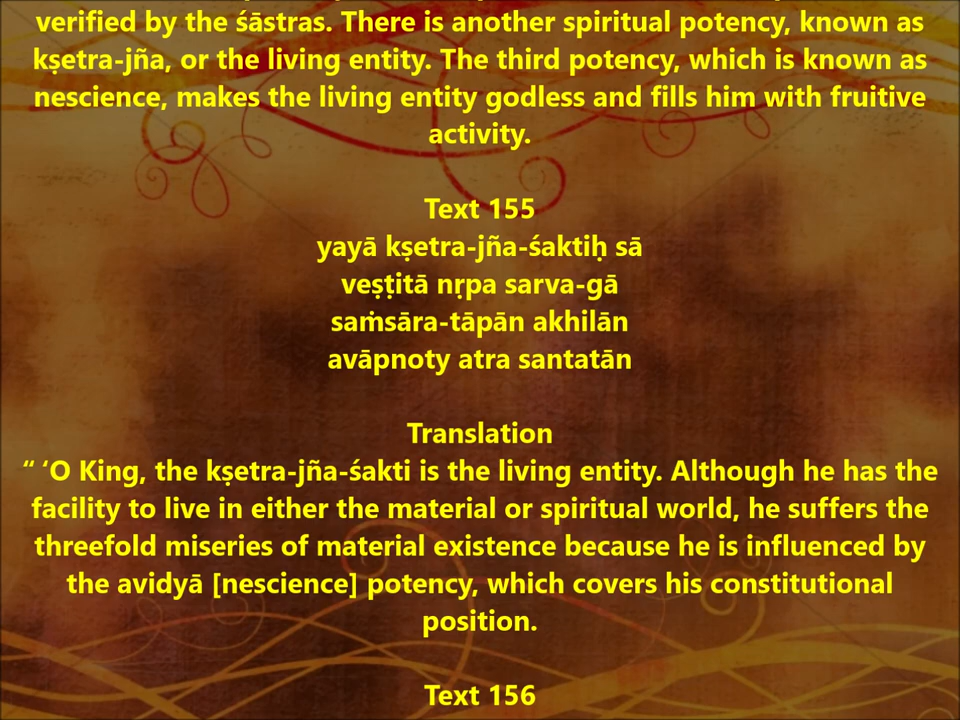 verified by the śāstras. There is another spiritual potency, known as
kṣetra-jña, or the living entity. The third potency, which is known as
nescience, makes the living entity godless and fills him with fruitive
activity.
Text 155
yayā kṣetra-jña-śaktiḥ sā
veṣṭitā nṛpa sarva-gā
saṁsāra-tāpān akhilān
avāpnoty atra santatān
Translation
“ ‘O King, the kṣetra-jña-śakti is the living entity. Although he has the
facility to live in either the material or spiritual world, he suffers the
threefold miseries of material existence because he is influenced by
the avidyā [nescience] potency, which covers his constitutional
position.
Text 156